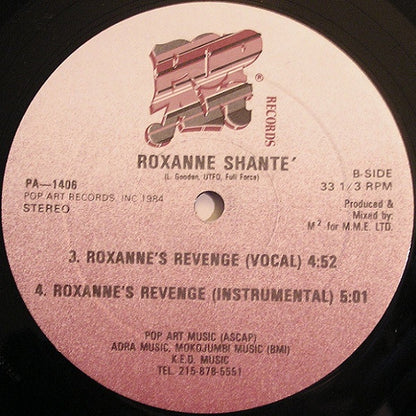 POP
ART
®
RECORDS
ROXANNE SHANTE´
(L. Gooden, UTFO, Full Force)
PA—1406
POP ART RECORDS, INC 1984
STEREO
B-SIDE
33 1/3 RPM
Produced &
Mixed by:
M² for M.M.E. LTD.
3. ROXANNE'S REVENGE (VOCAL) 4:52
4. ROXANNE'S REVENGE (INSTRUMENTAL) 5:01
POP ART MUSIC (ASCAP)
ADRA MUSIC, MOKOJUMBI MUSIC (BMI)
K.E.D. MUSIC
TEL. 215-878-5551